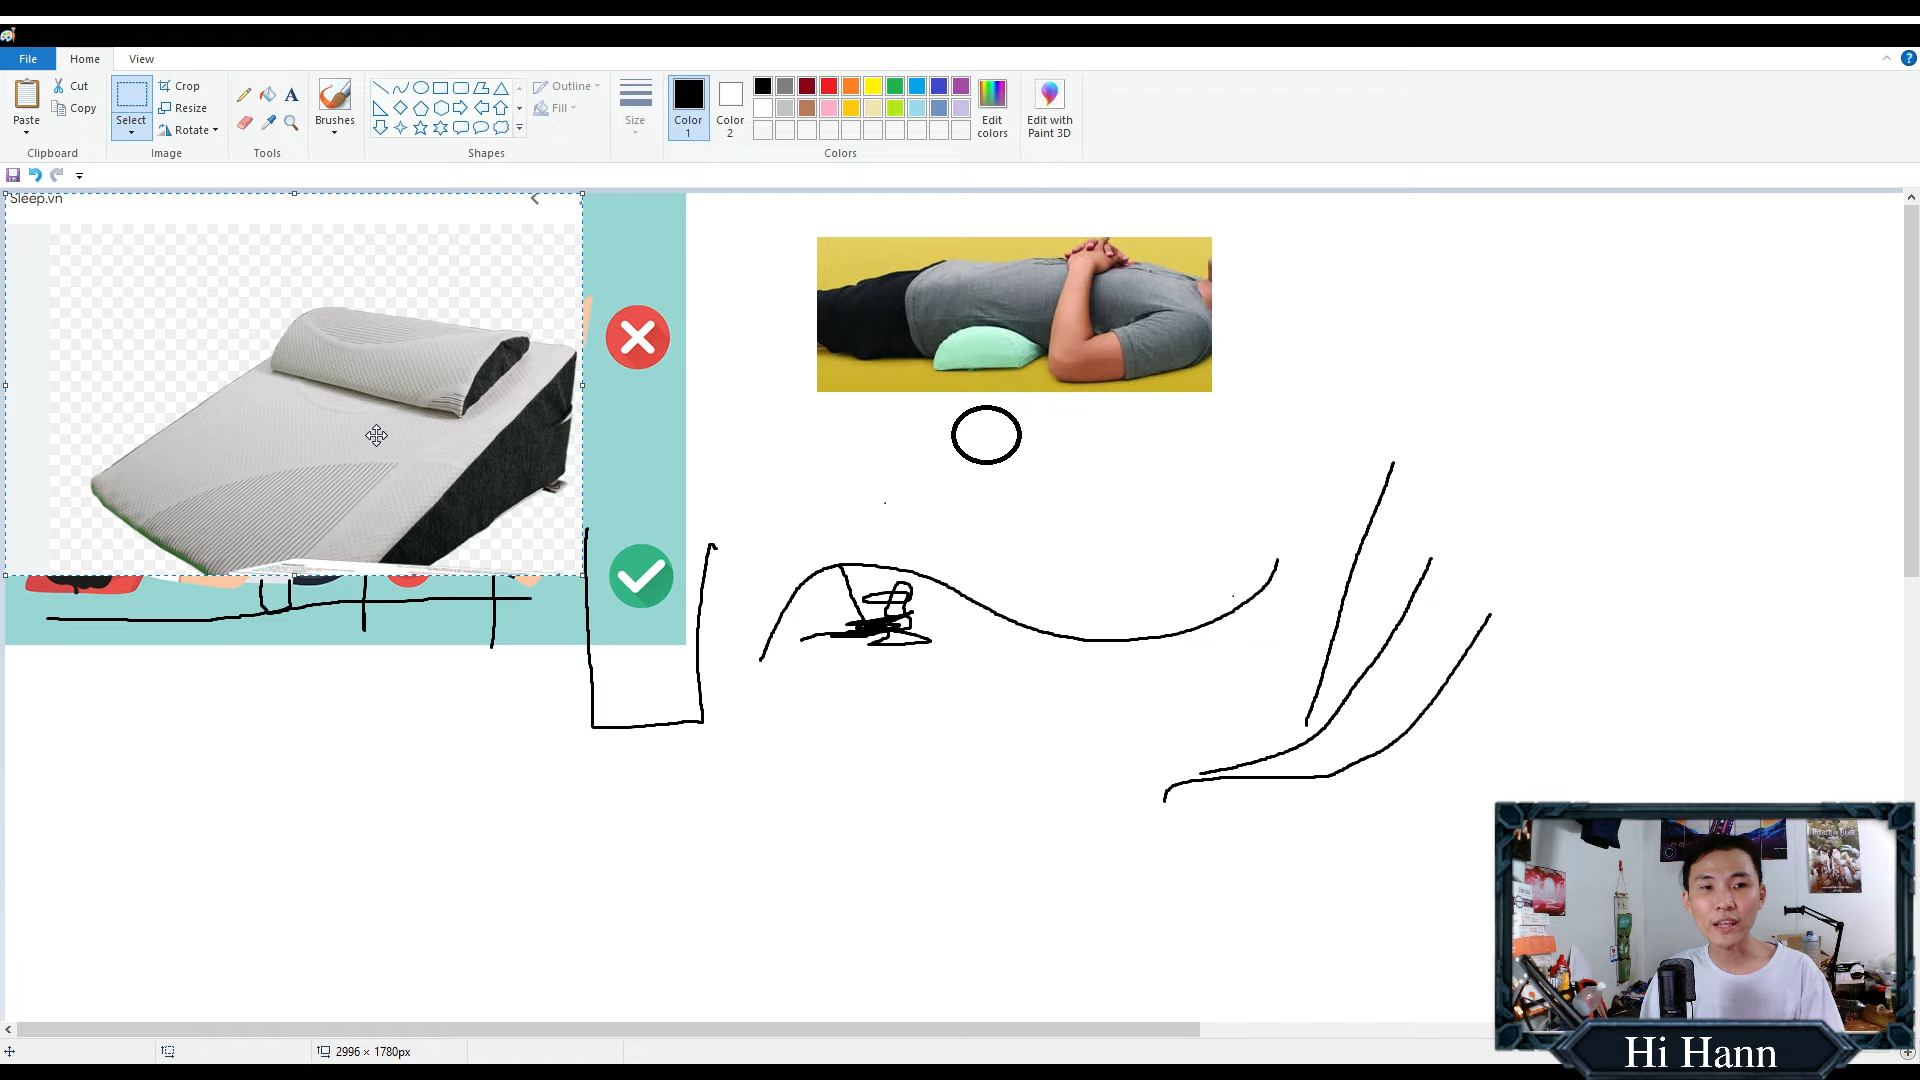 File Home View
Paste
Cut
Copy
Clipboard
Select
Crop
Resize
Rotate
Image
Tools
Brushes
Shapes
Outline
Fill
Size
Color
1
Color
2
Edit
colors
Edit with
Paint 3D
Colors
Sleep.vn
2996 × 1780px
Hi Hann